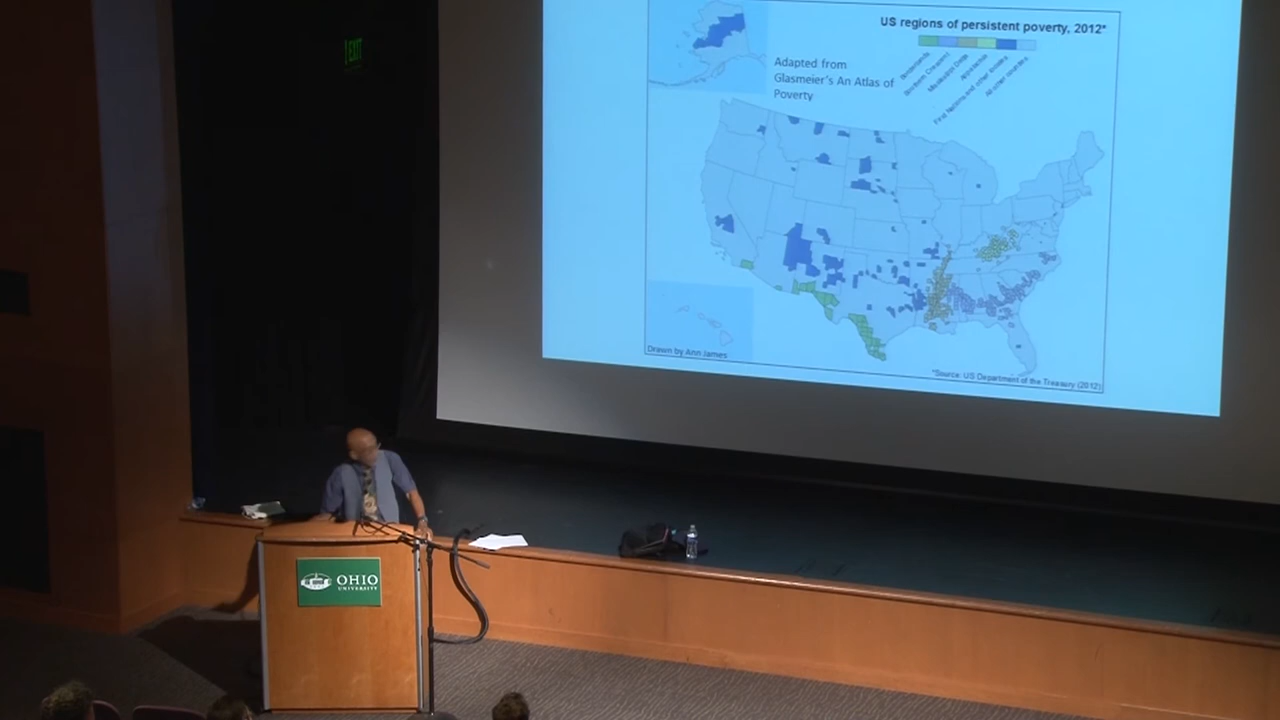 EXIT
US regions of persistent poverty, 2012*
Adapted from
Glasmeier's An Atlas of
Poverty
Borderlands
Southern Crescent
Mississippi Delta
Appalachia
First Nations and other counties
All other counties
Drawn by Ann James
*Source: US Department of the Treasury (2012)
OHIO
UNIVERSITY